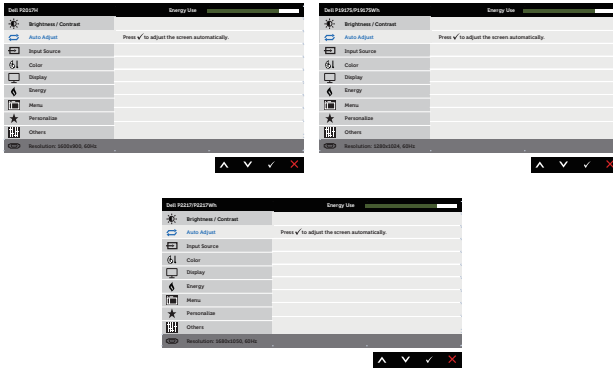 Dell P2017H
Energy Use
Brightness / Contrast
Auto Adjust
Press ✓ to adjust the screen automatically.
Input Source
Color
Display
Energy
Menu
Personalize
Others
Resolution: 1600x900, 60Hz
Dell P1917S/P1917SWh
Energy Use
Brightness / Contrast
Auto Adjust
Press ✓ to adjust the screen automatically.
Input Source
Color
Display
Energy
Menu
Personalize
Others
Resolution: 1280x1024, 60Hz
Dell P2217/P2217Wh
Energy Use
Brightness / Contrast
Auto Adjust
Press ✓ to adjust the screen automatically.
Input Source
Color
Display
Energy
Menu
Personalize
Others
Resolution: 1680x1050, 60Hz